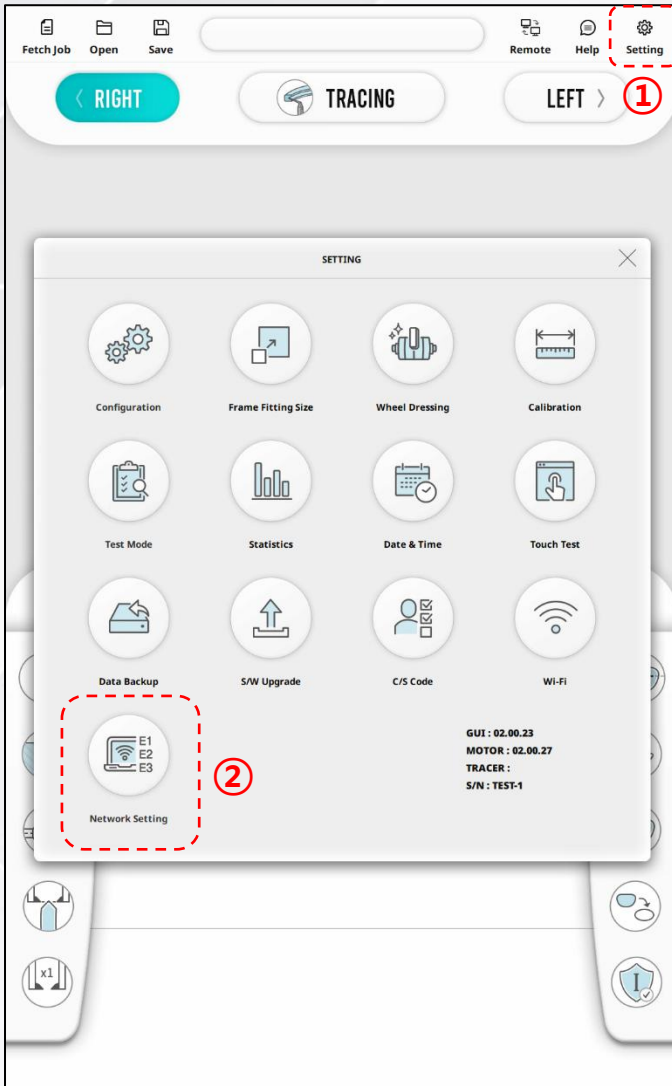 Fetch Job Open Save Remote Help Setting
①
RIGHT TRACING LEFT
SETTING
Configuration Frame Fitting Size Wheel Dressing Calibration
Test Mode Statistics Date & Time Touch Test
Data Backup S/W Upgrade C/S Code Wi-Fi
E1
E2
E3
②
Network Setting
GUI : 02.00.23
MOTOR : 02.00.27
TRACER :
S/N : TEST-1
x1
I